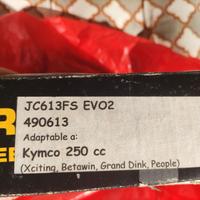 JC613FS EVO2
490613
Adaptable a:
Kymco 250 cc
(Xciting, Betawin, Grand Dink, People)